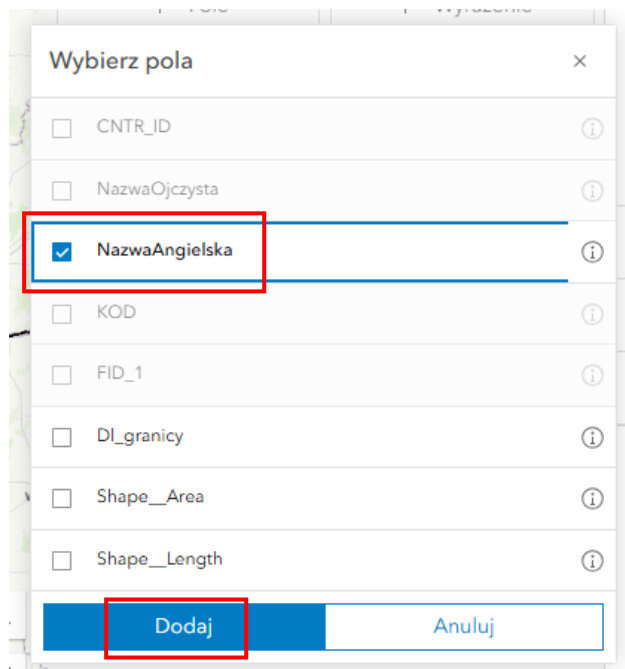 Wybierz pola
CNTR_ID
NazwaOjczysta
NazwaAngielska
KOD
FID_1
Dl_granicy
Shape__Area
Shape__Length
Dodaj Anuluj